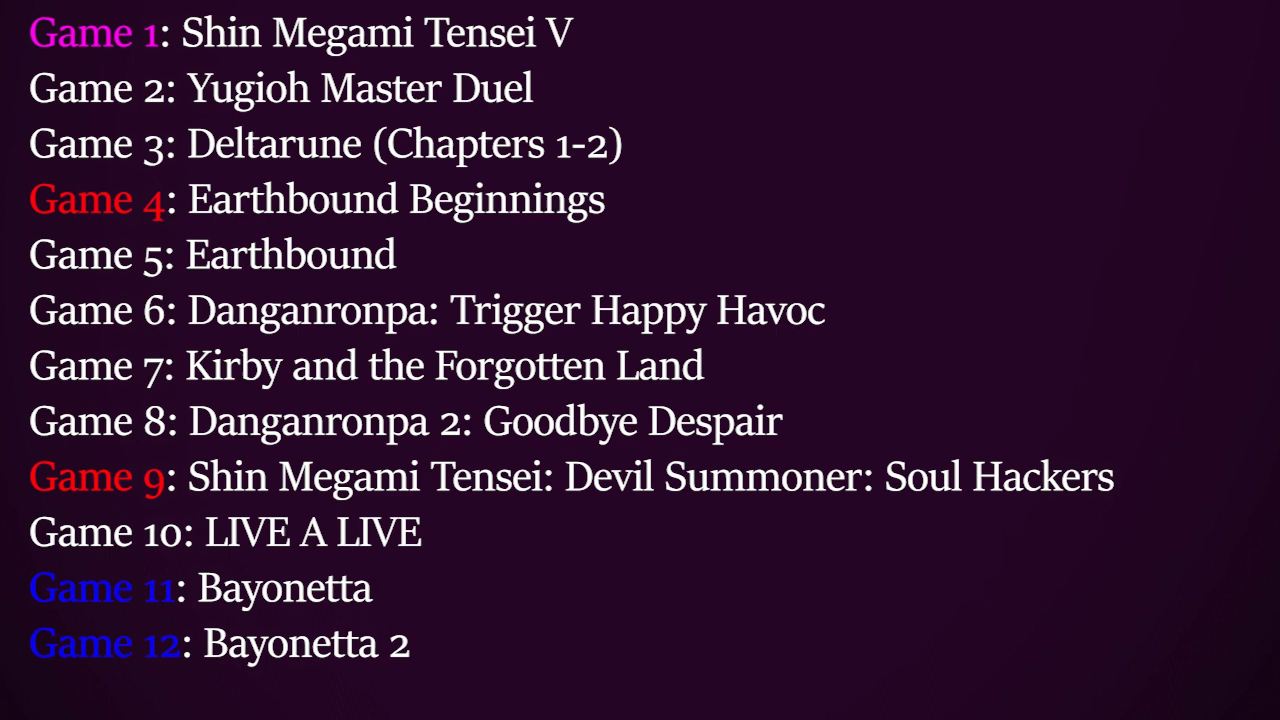 Game 1: Shin Megami Tensei V
Game 2: Yugioh Master Duel
Game 3: Deltarune (Chapters 1-2)
Game 4: Earthbound Beginnings
Game 5: Earthbound
Game 6: Danganronpa: Trigger Happy Havoc
Game 7: Kirby and the Forgotten Land
Game 8: Danganronpa 2: Goodbye Despair
Game 9: Shin Megami Tensei: Devil Summoner: Soul Hackers
Game 10: LIVE A LIVE
Game 11: Bayonetta
Game 12: Bayonetta 2